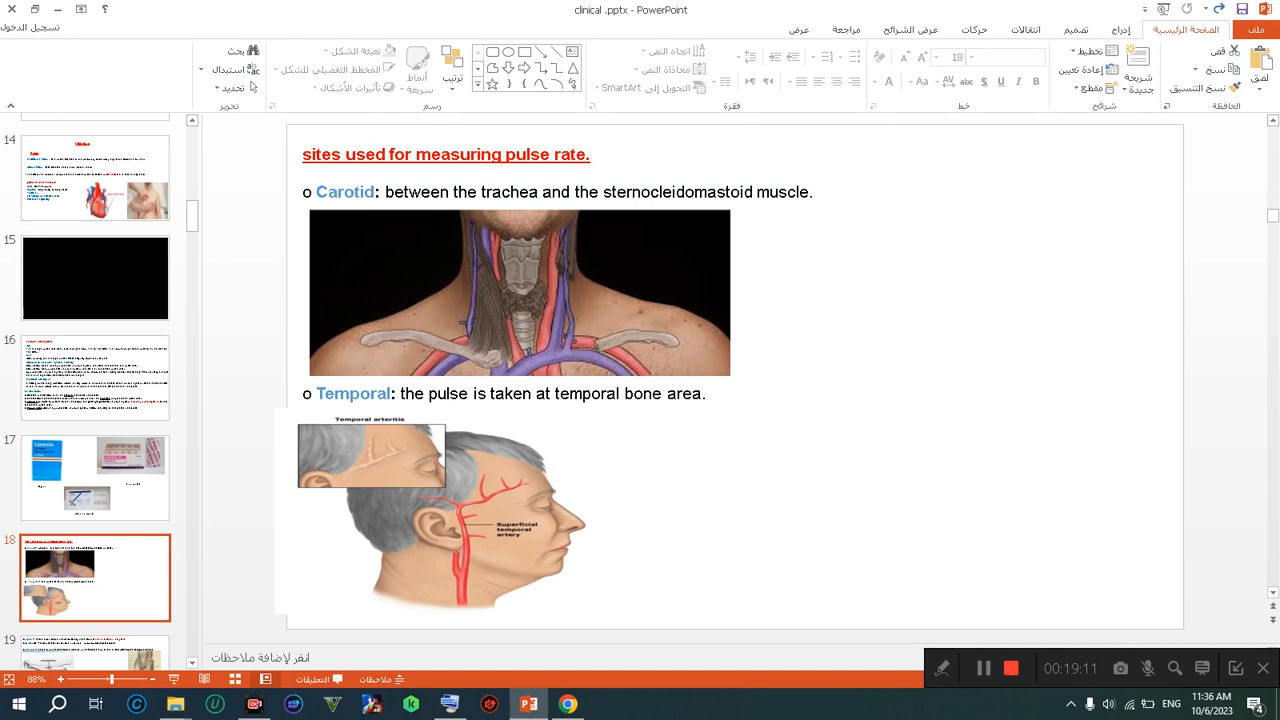 clinical .pptx - PowerPoint
تسجيل الدخول
ملف
الصفحة الرئيسية
إدراج
تصميم
انتقالات
حركات
عرض الشرائح
مراجعة
عرض
لصق
قص
نسخ
نسخ التنسيق
الحافظة
شريحة جديدة
تخطيط
إعادة تعيين
مقطع
شرائح
18
خط
اتجاه النص
محاذاة النص
التحويل إلى SmartArt
فقرة
ترتيب
أنماط سريعة
تعبئة الشكل
المخطط التفصيلي للشكل
تأثيرات الأشكال
رسم
بحث
استبدال
تحديد
تحرير
14
15
16
17
18
19
sites used for measuring pulse rate.
o Carotid: between the trachea and the sternocleidomastoid muscle.
o Temporal: the pulse is taken at temporal bone area.
Temporal arteritis
Superficial
temporal
artery
انقر لإضافة ملاحظات
88%
التعليقات
ملاحظات
00:19:11
ENG
11:36 AM
10/6/2023
4